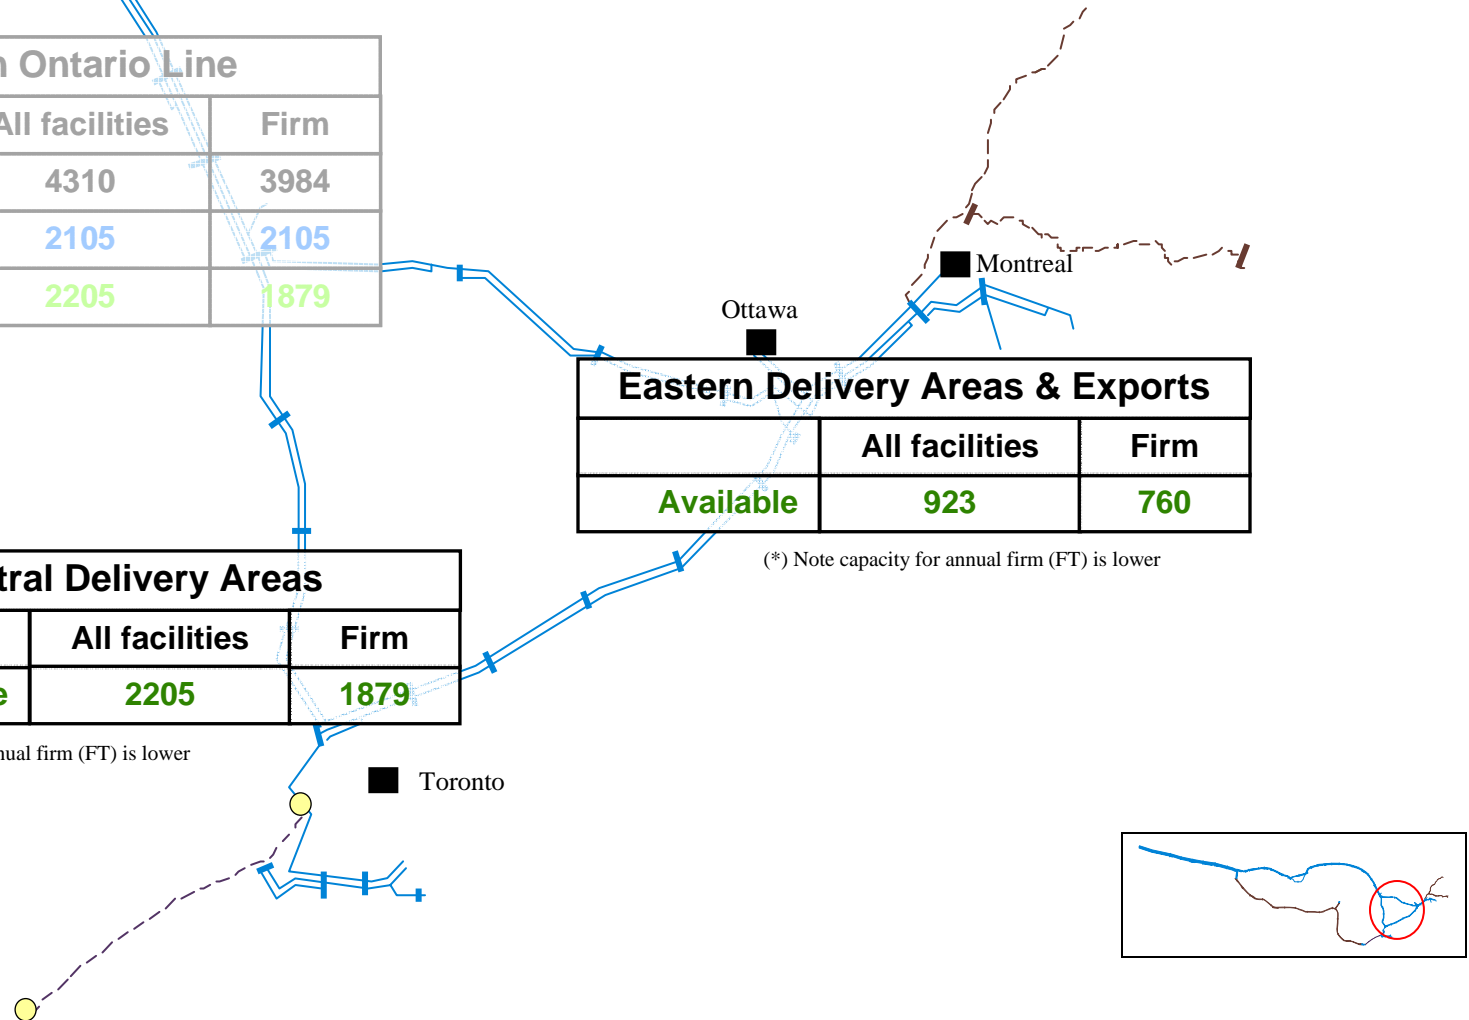 n Ontario Line
All facilities Firm
4310 3984
2105 2105
2205 1879
Montreal
Ottawa
Eastern Delivery Areas & Exports
All facilities Firm
Available 923 760
(*) Note capacity for annual firm (FT) is lower
tral Delivery Areas
All facilities Firm
e 2205 1879
nual firm (FT) is lower
Toronto